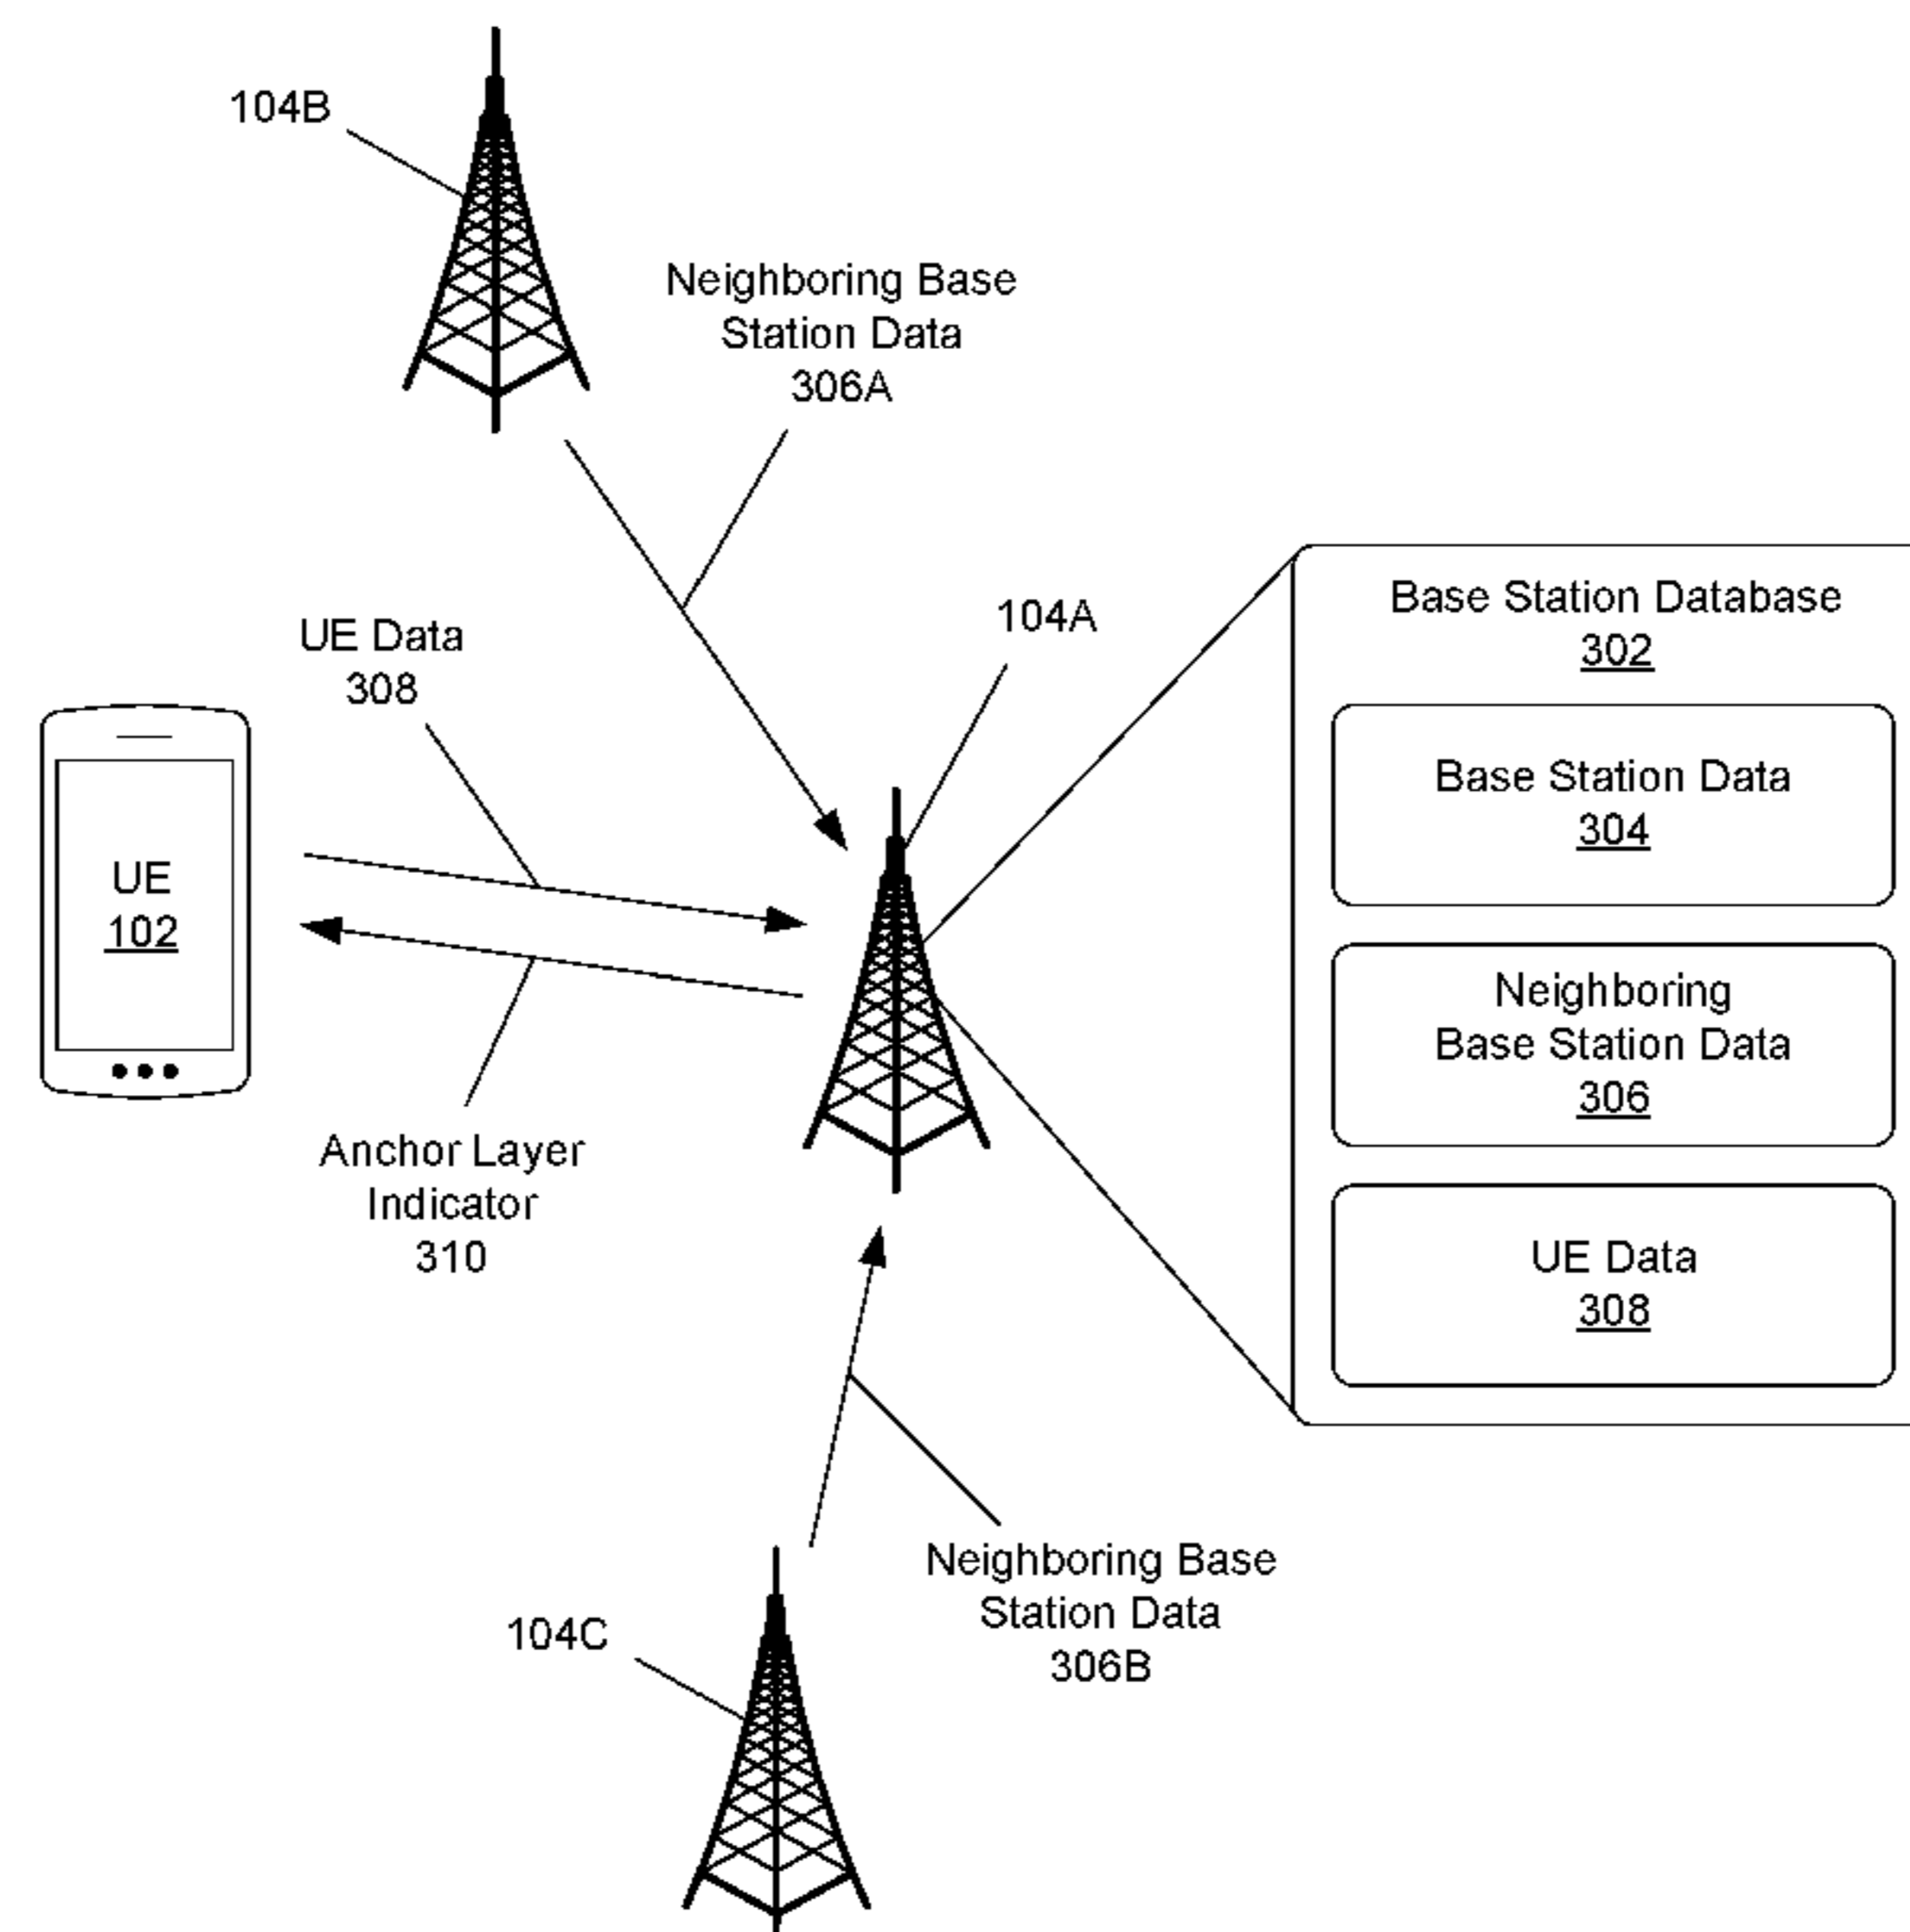 104B
Neighboring Base
Station Data
306A
104A
UE Data
308
UE
102
Anchor Layer
Indicator
310
Base Station Database
302
Base Station Data
304
Neighboring
Base Station Data
306
UE Data
308
Neighboring Base
Station Data
306B
104C